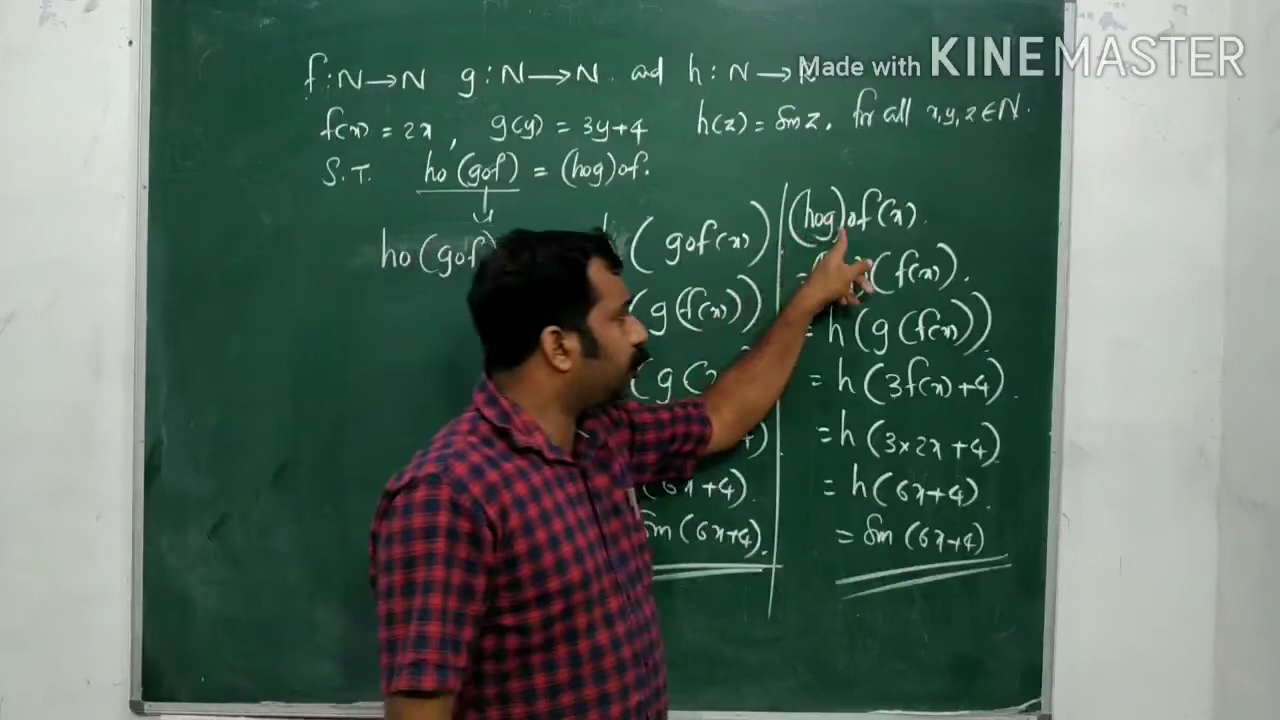 Made with KINEMASTER
f : N → N g : N → N and h : N → N
f(x) = 2x, g(y) = 3y+4 h(z) = sin z, for all x, y, z ∈ N.
S.T. ho(gof) = (hog)of.
ho(gof)
(gof(x))
(g(f(x)))
(g(
(6x+4).
sin(6x+4).
(hog)of(x).
(f(x)).
= h(g(f(x)))
= h(3f(x)+4).
= h(3×2x+4)
= h(6x+4).
= sin(6x+4)